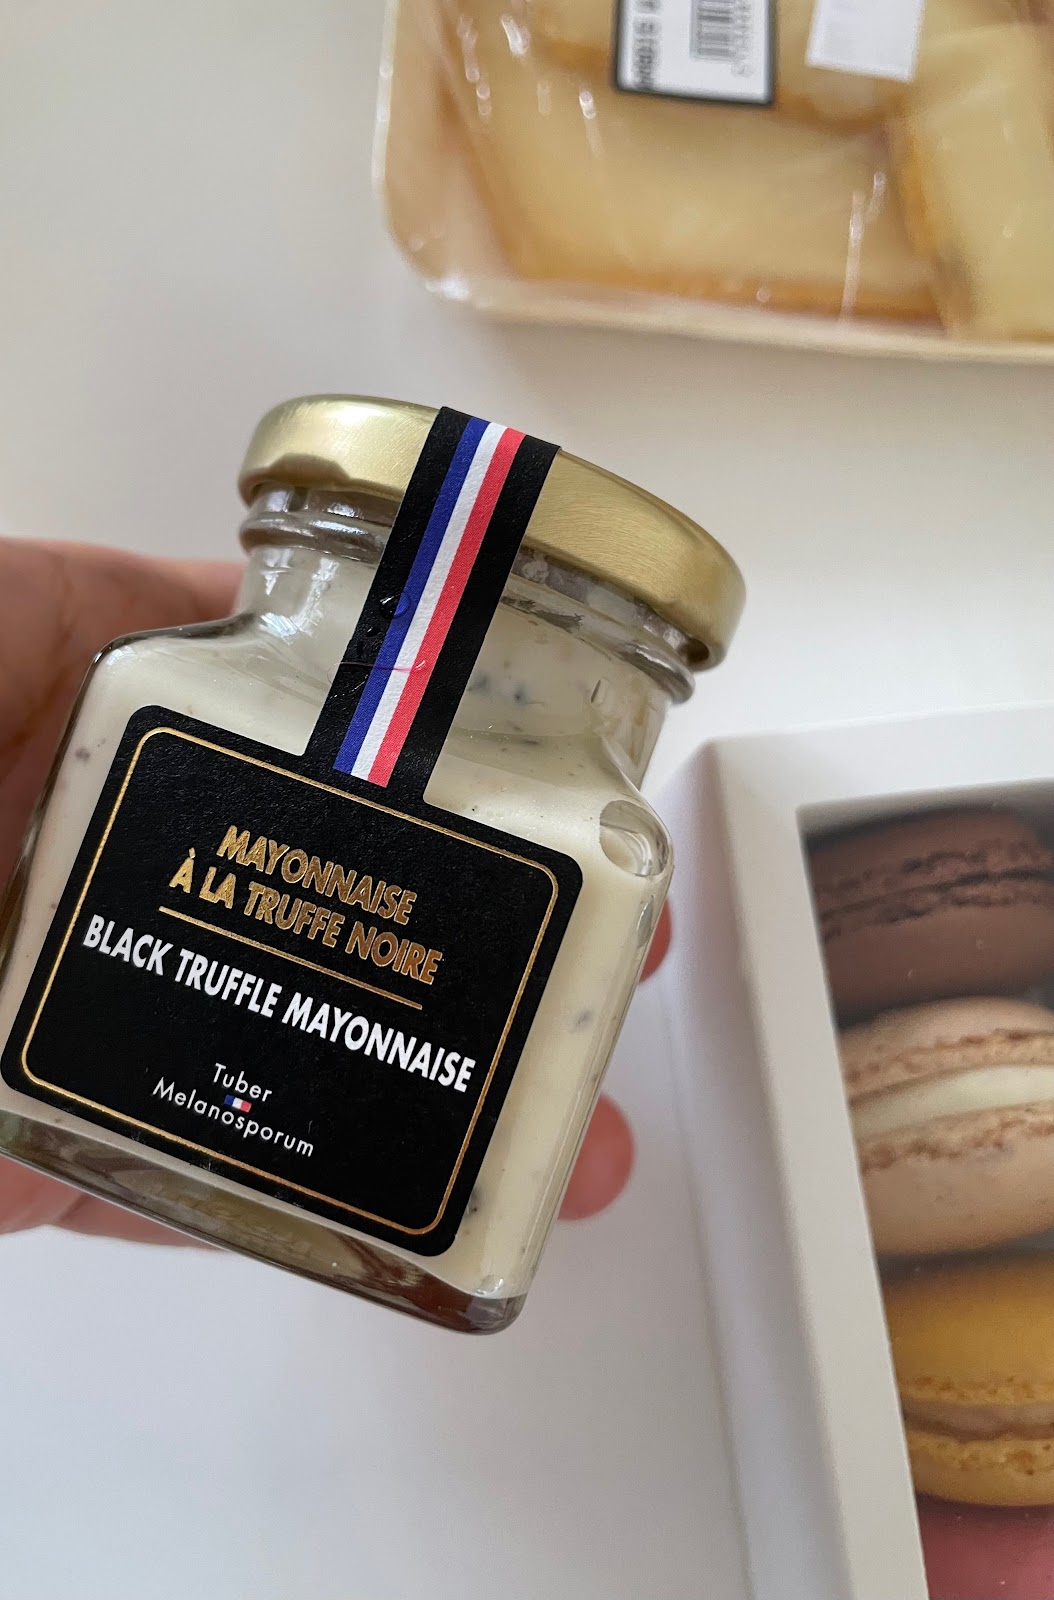 MAYONNAISE
À LA TRUFFE NOIRE
BLACK TRUFFLE MAYONNAISE
Tuber
Melanosporum